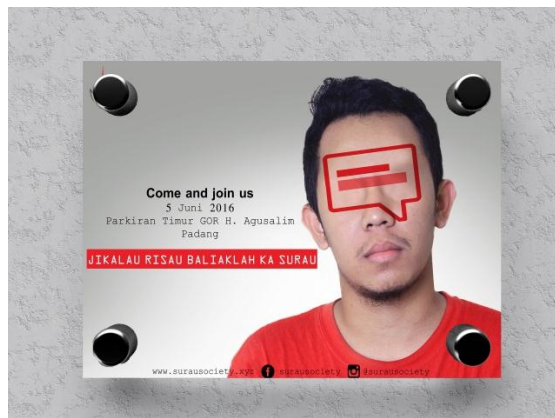 Come and join us
5 Juni 2016
Parkiran Timur GOR H. Agusalim
Padang
JIKALAU RISAU BALIAKLAH KA SURAU
www.surausociety.xyz surausociety @surausociety